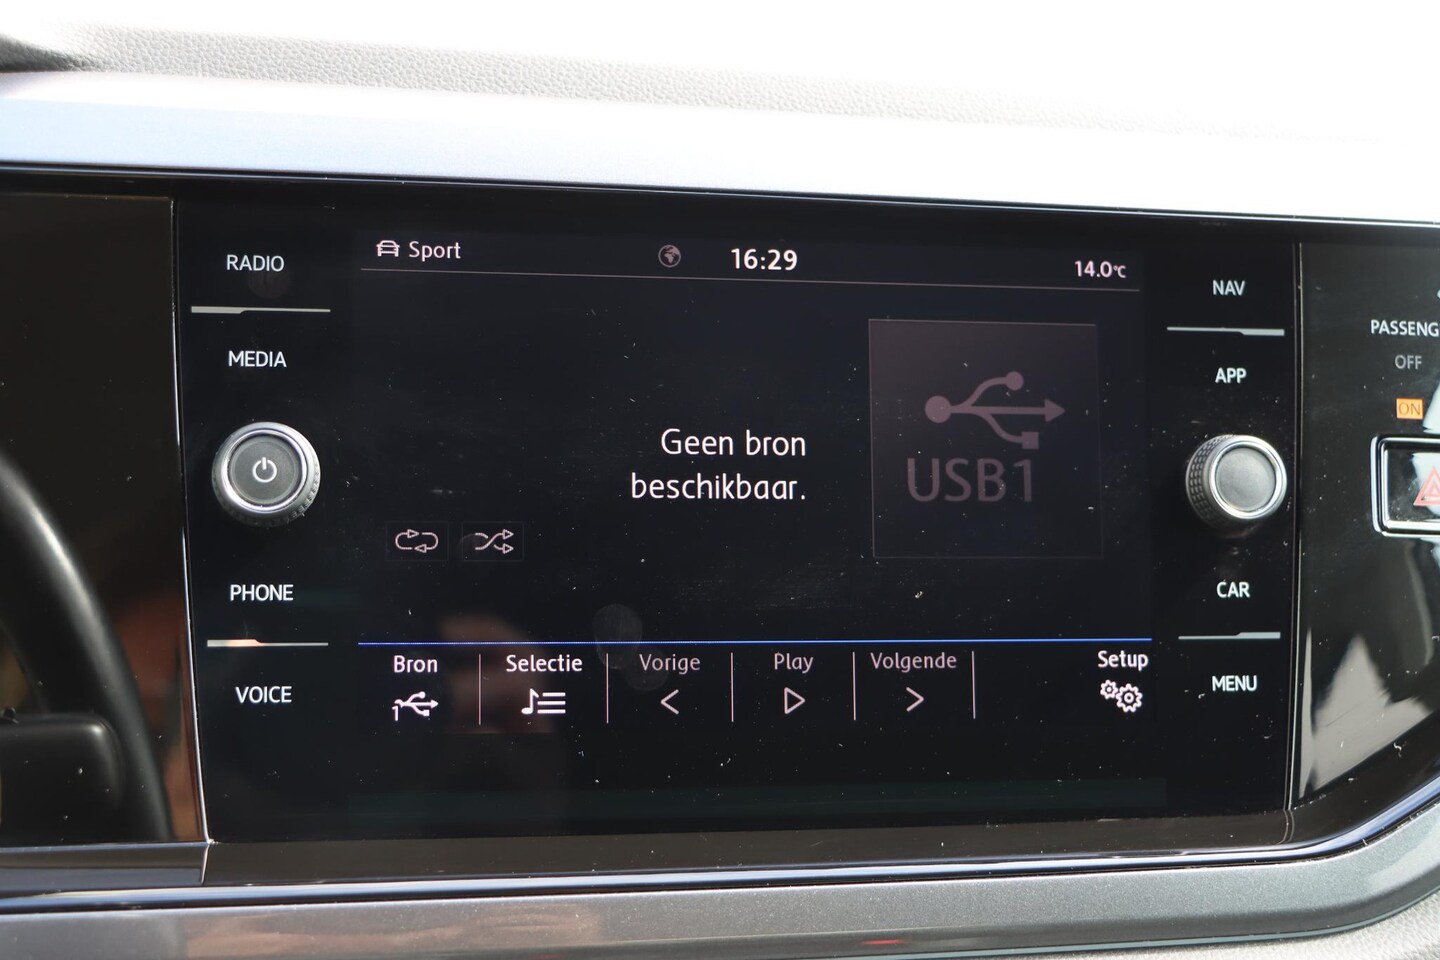 RADIO
MEDIA
PHONE
VOICE
Sport
16:29
14.0°C
Geen bron
beschikbaar.
USB1
Bron
1
Selectie
Vorige
Play
Volgende
Setup
NAV
APP
CAR
MENU
OFF
ON